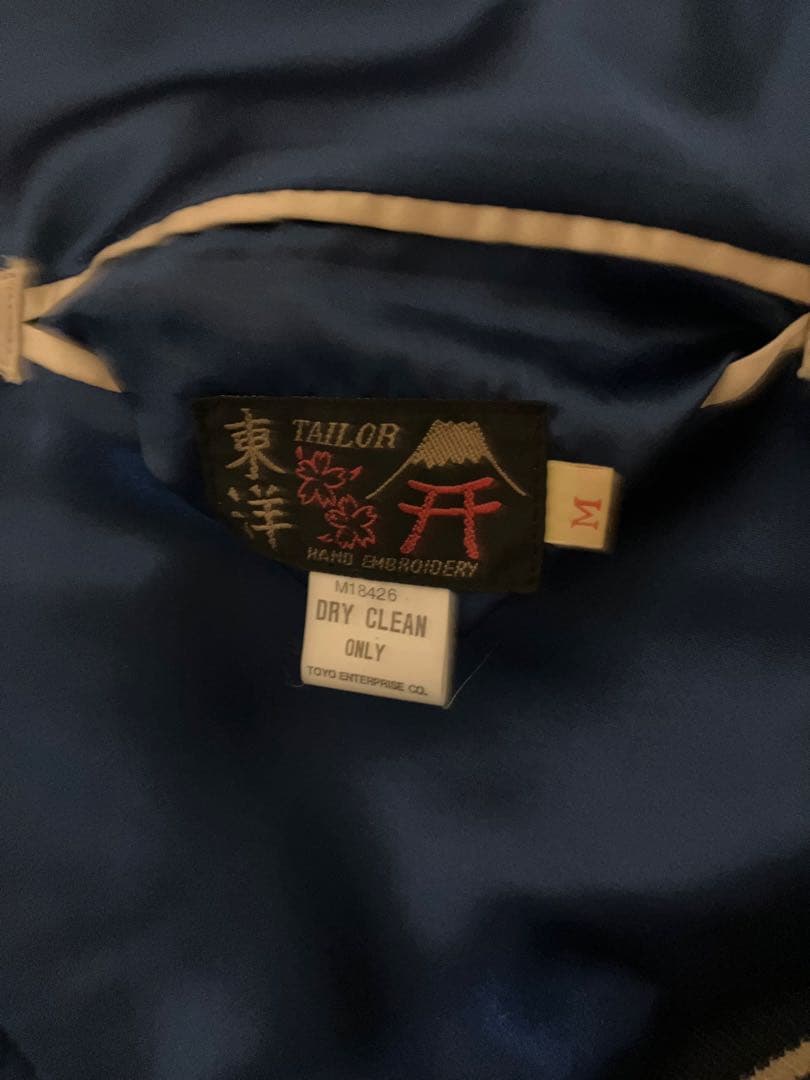 東洋
TAILOR
HAND EMBROIDERY
M
M18426
DRY CLEAN
ONLY
TOYO ENTERPRISE CO.